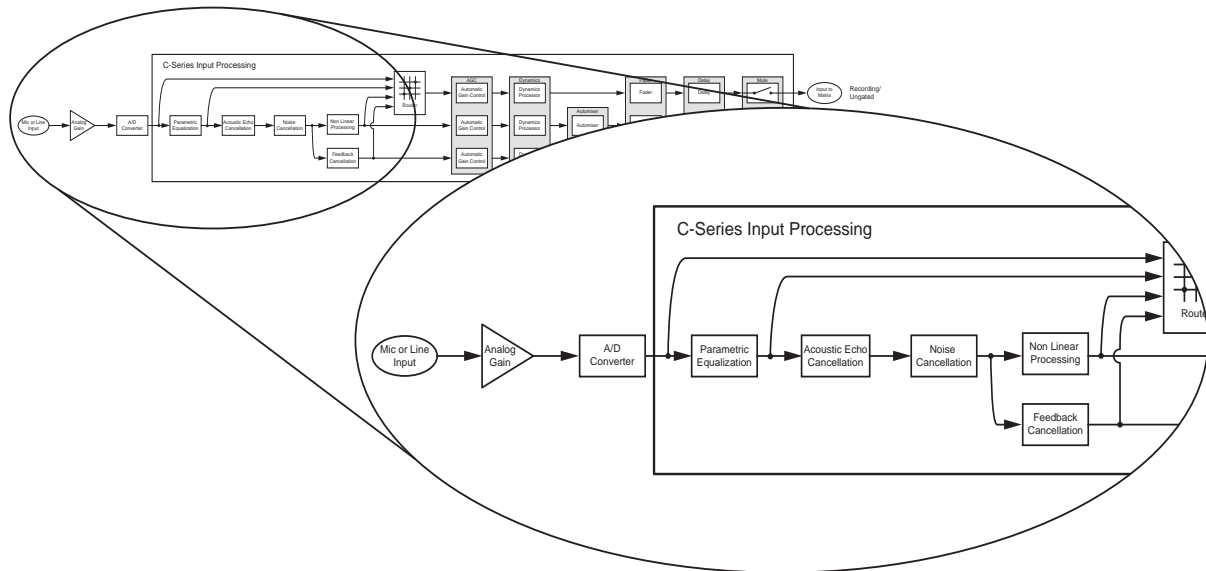 C-Series Input Processing
Mic or Line
Input
Analog
Gain
A/D
Converter
Parametric
Equalization
Acoustic Echo
Cancellation
Noise
Cancellation
Non Linear
Processing
Feedback
Cancellation
Router
AGC
Automatic
Gain Control
Automatic
Gain Control
Automatic
Gain Control
Dynamics
Dynamics
Processor
Dynamics
Processor
Automixer
Automixer
Fader
Delay
Delay
Mute
Input to
Matrix
Recording/
Ungated
C-Series Input Processing
Mic or Line
Input
Analog
Gain
A/D
Converter
Parametric
Equalization
Acoustic Echo
Cancellation
Noise
Cancellation
Non Linear
Processing
Feedback
Cancellation
Route